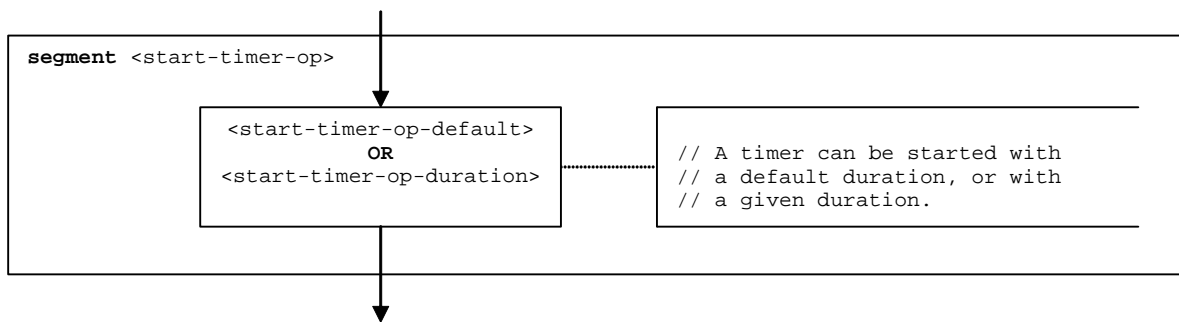 segment <start-timer-op>
<start-timer-op-default>
OR
<start-timer-op-duration>
// A timer can be started with
// a default duration, or with
// a given duration.